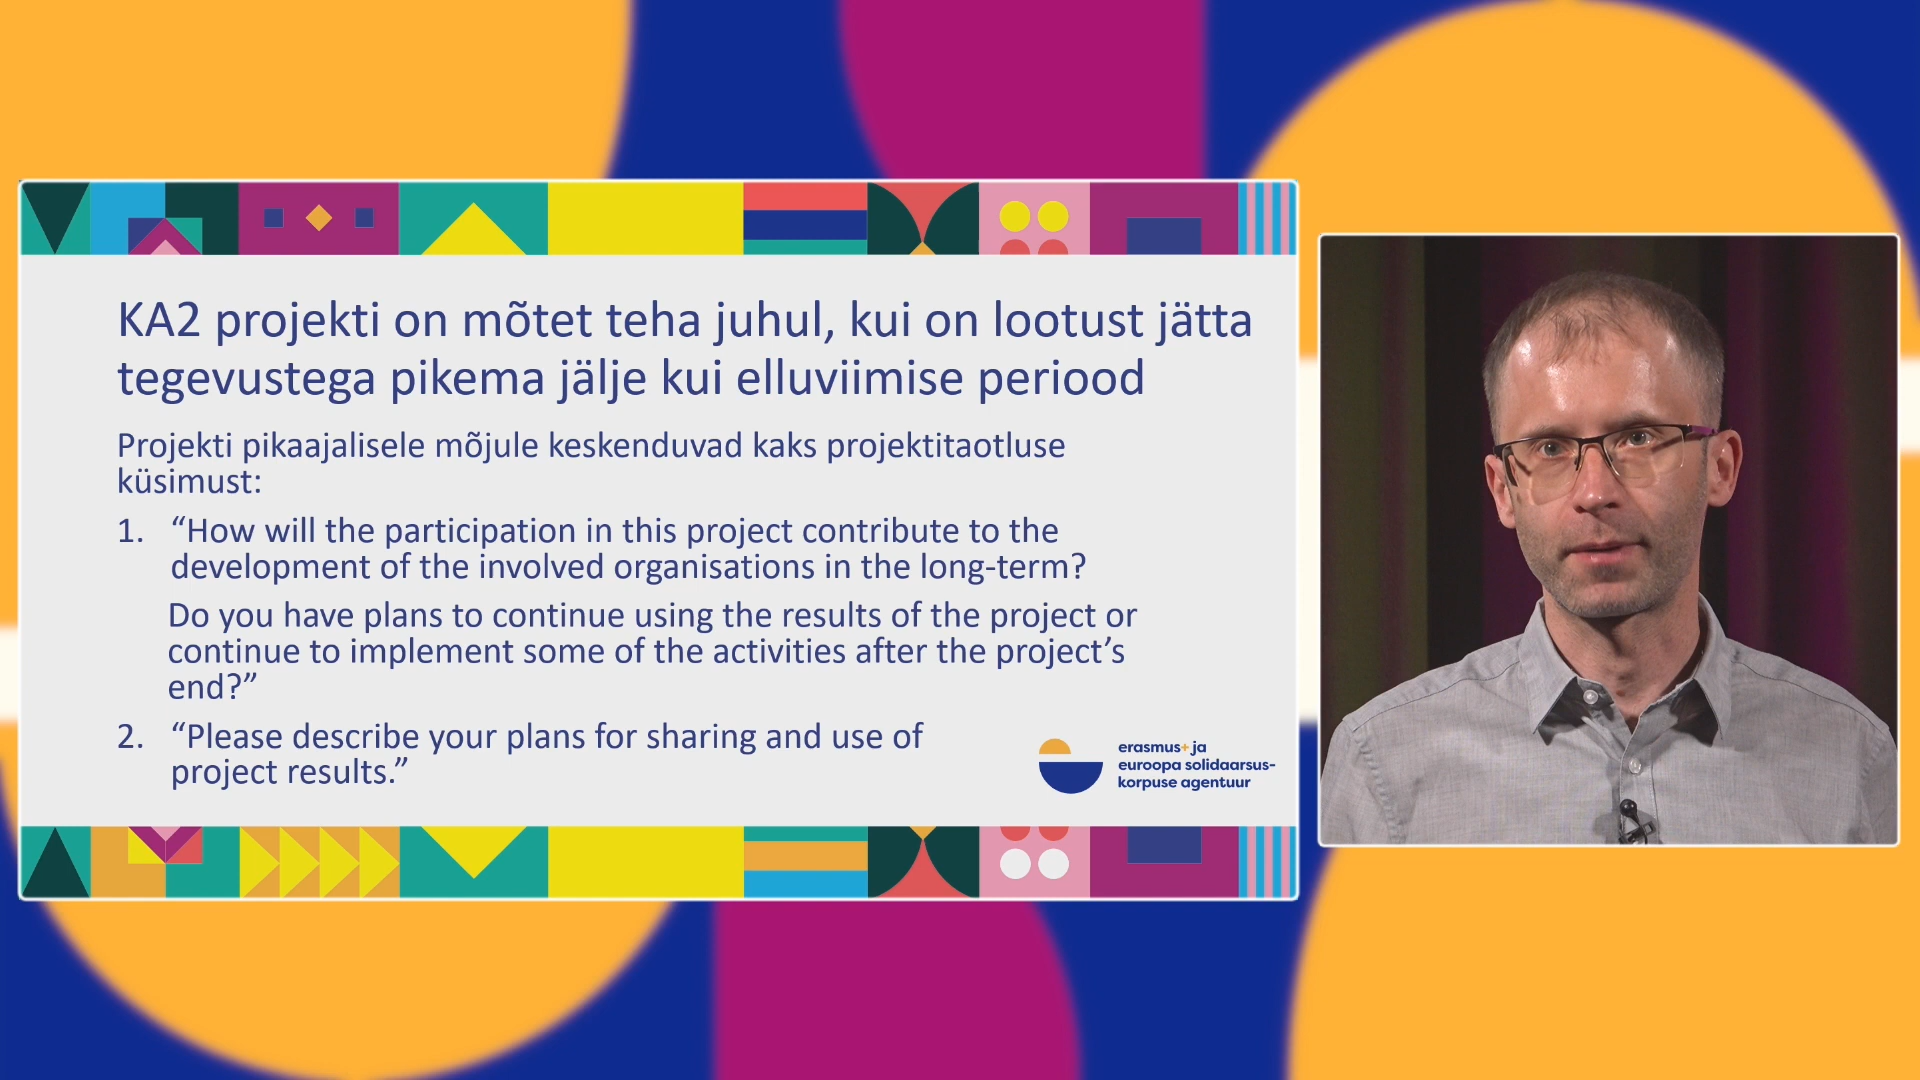 KA2 projekti on mõtet teha juhul, kui on lootust jätta
tegevustega pikema jälje kui elluviimise periood
Projekti pikaajalisele mõjule keskenduvad kaks projektitaotluse
küsimust:
1. “How will the participation in this project contribute to the
development of the involved organisations in the long-term?
Do you have plans to continue using the results of the project or
continue to implement some of the activities after the project’s
end?”
2. “Please describe your plans for sharing and use of
project results.”
erasmus+ ja
euroopa solidaarsus-
korpuse agentuur